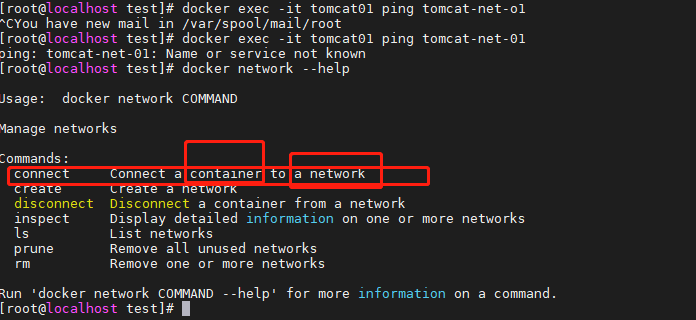 [root@localhost test]# docker exec -it tomcat01 ping tomcat-net-o1
^CYou have new mail in /var/spool/mail/root
[root@localhost test]# docker exec -it tomcat01 ping tomcat-net-01
ping: tomcat-net-01: Name or service not known
[root@localhost test]# docker network --help
Usage:  docker network COMMAND
Manage networks
Commands:
  connect     Connect a container to a network
  create      Create a network
  disconnect  Disconnect a container from a network
  inspect     Display detailed information on one or more networks
  ls          List networks
  prune       Remove all unused networks
  rm          Remove one or more networks
Run 'docker network COMMAND --help' for more information on a command.
[root@localhost test]#